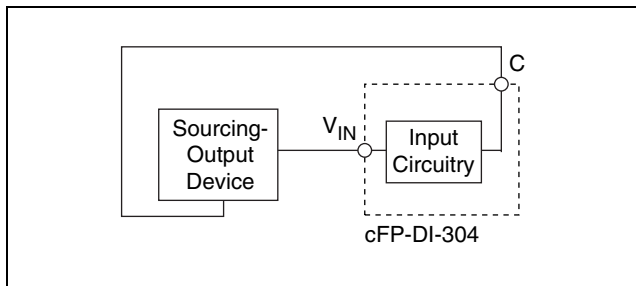 C
Sourcing-
Output
Device
VIN
Input
Circuitry
cFP-DI-304